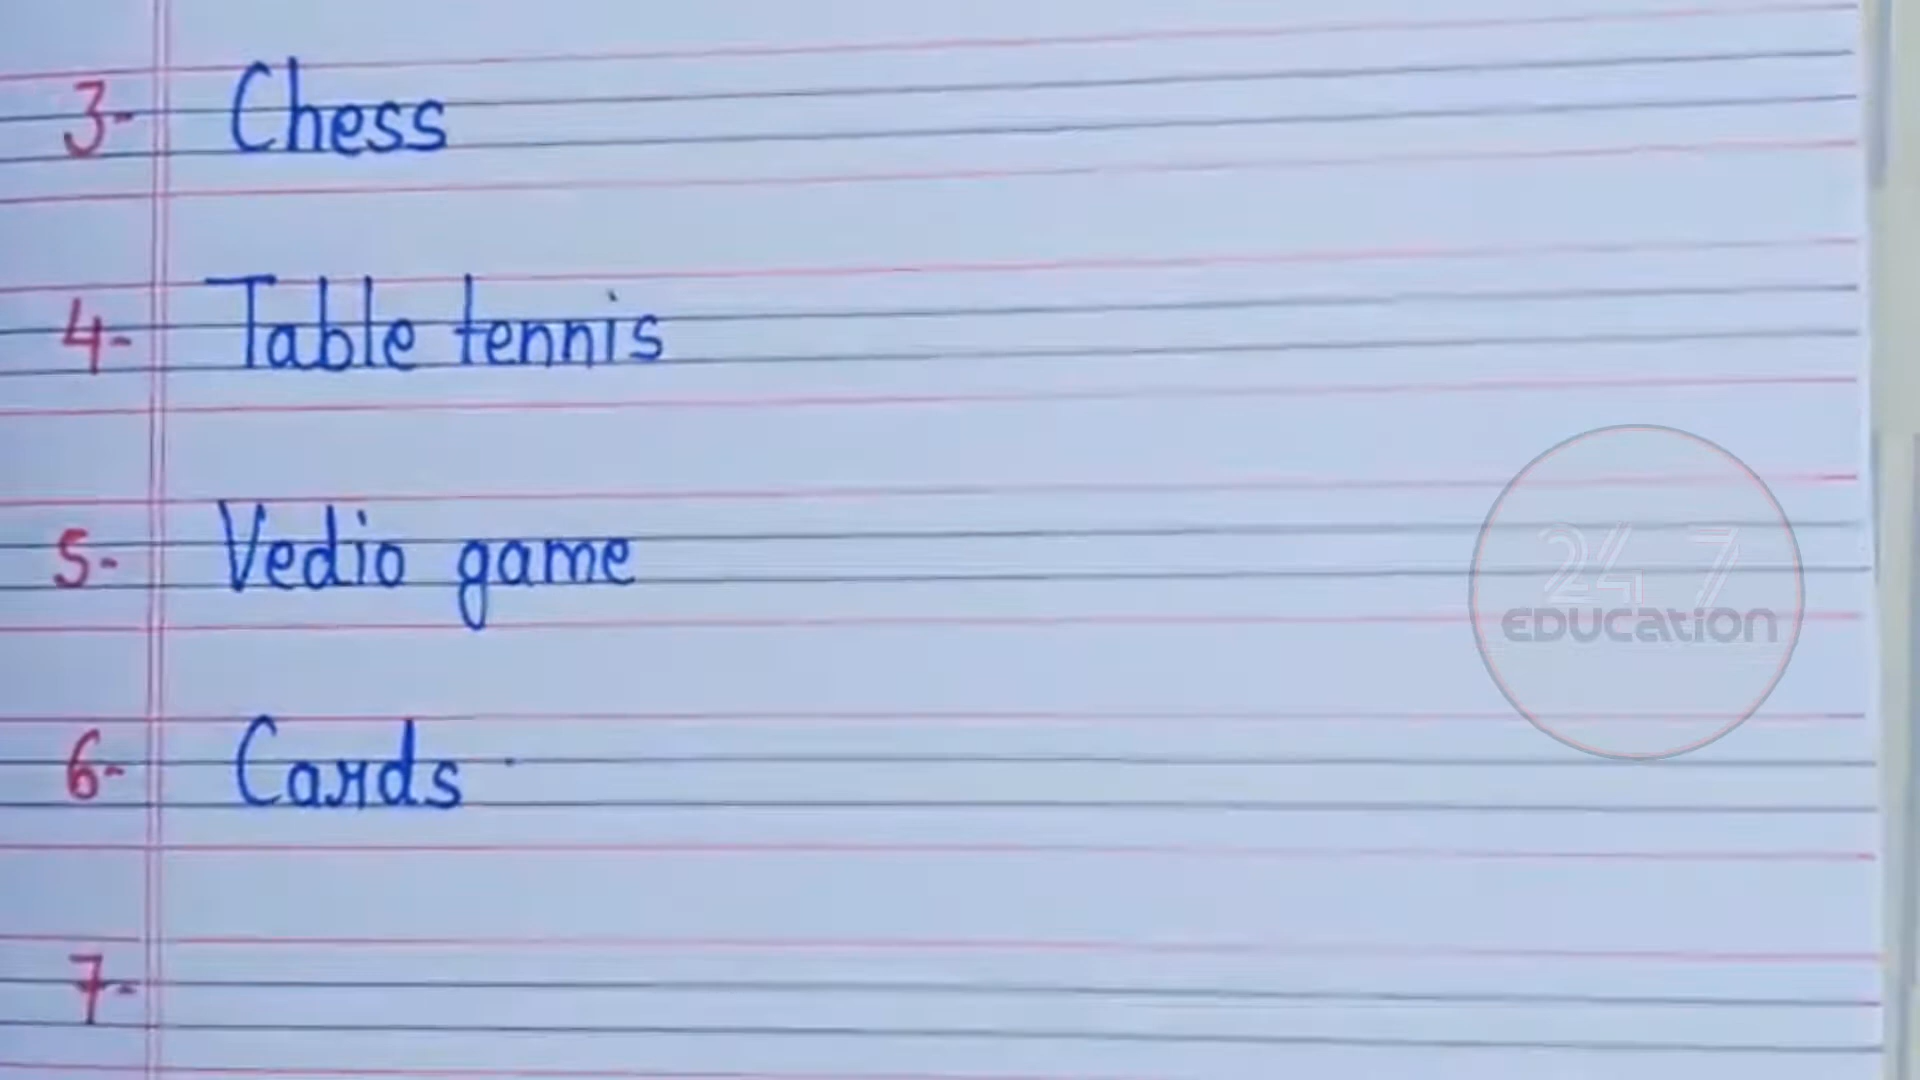 3- Chess
4- Table tennis
5- Vedio game
24 7
EDUCATION
6- Cards
7-